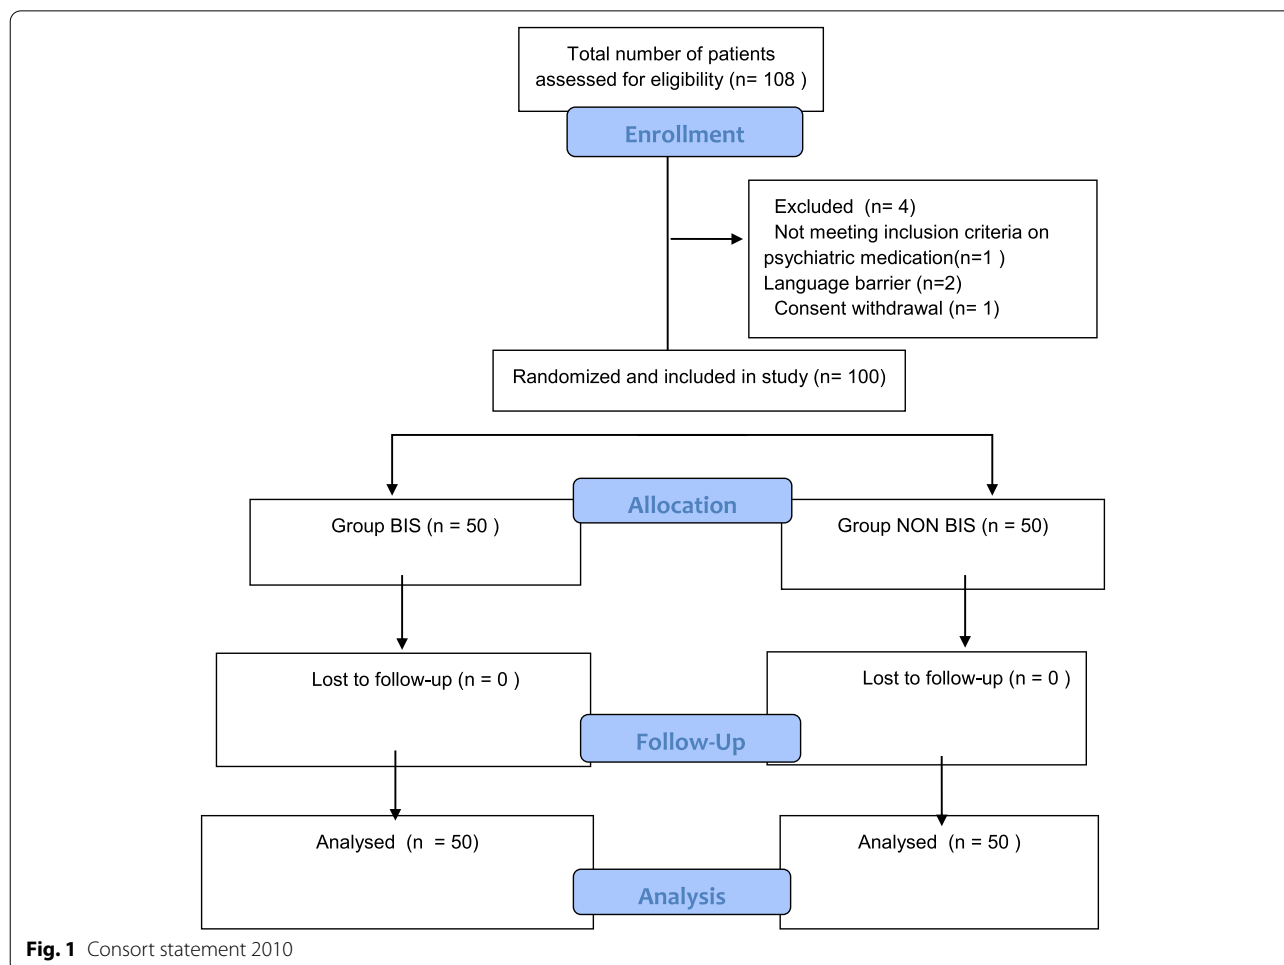 Total number of patients
assessed for eligibility (n= 108 )
Enrollment
Excluded (n= 4)
Not meeting inclusion criteria on
psychiatric medication(n=1 )
Language barrier (n=2)
Consent withdrawal (n= 1)
Randomized and included in study (n= 100)
Allocation
Group BIS (n = 50 )
Group NON BIS (n = 50)
Lost to follow-up (n = 0 )
Lost to follow-up (n = 0 )
Follow-Up
Analysed (n = 50)
Analysed (n = 50 )
Analysis
Fig. 1 Consort statement 2010